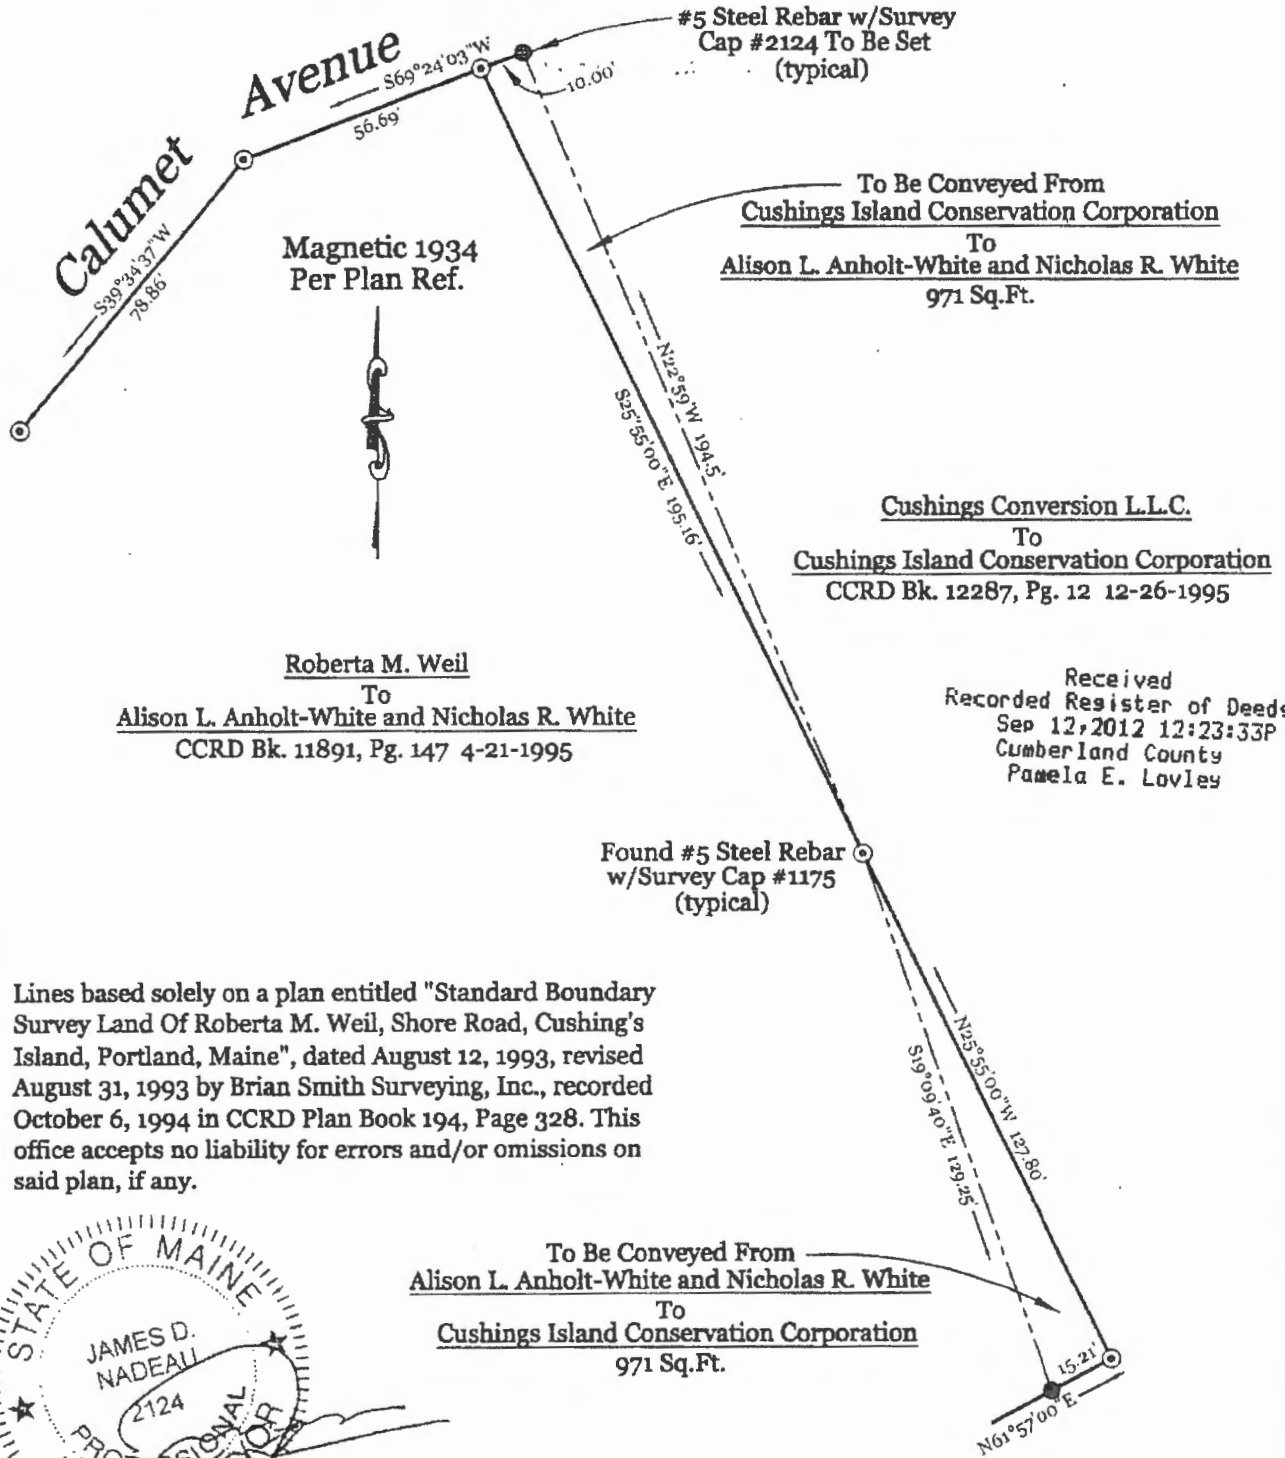 #5 Steel Rebar w/Survey
Cap #2124 To Be Set
(typical)
Calumet Avenue
S69°24'03"W
56.69'
10.00'
S39°34'37"W
78.86'
To Be Conveyed From
Cushings Island Conservation Corporation
To
Alison L. Anholt-White and Nicholas R. White
971 Sq.Ft.
Magnetic 1934
Per Plan Ref.
N22°59'W 194.5'
S25°55'00"E 195.16'
Cushings Conversion L.L.C.
To
Cushings Island Conservation Corporation
CCRD Bk. 12287, Pg. 12 12-26-1995
Roberta M. Weil
To
Alison L. Anholt-White and Nicholas R. White
CCRD Bk. 11891, Pg. 147 4-21-1995
Received
Recorded Register of Deeds
Sep 12,2012 12:23:33P
Cumberland County
Pamela E. Lovley
Found #5 Steel Rebar
w/Survey Cap #1175
(typical)
Lines based solely on a plan entitled "Standard Boundary
Survey Land Of Roberta M. Weil, Shore Road, Cushing's
Island, Portland, Maine", dated August 12, 1993, revised
August 31, 1993 by Brian Smith Surveying, Inc., recorded
October 6, 1994 in CCRD Plan Book 194, Page 328. This
office accepts no liability for errors and/or omissions on
said plan, if any.
N25°55'00"W 127.80'
S19°09'40"E 129.25'
To Be Conveyed From
Alison L. Anholt-White and Nicholas R. White
To
Cushings Island Conservation Corporation
971 Sq.Ft.
15.21'
N61°57'00"E
STATE OF MAINE
JAMES D.
NADEAU
2124